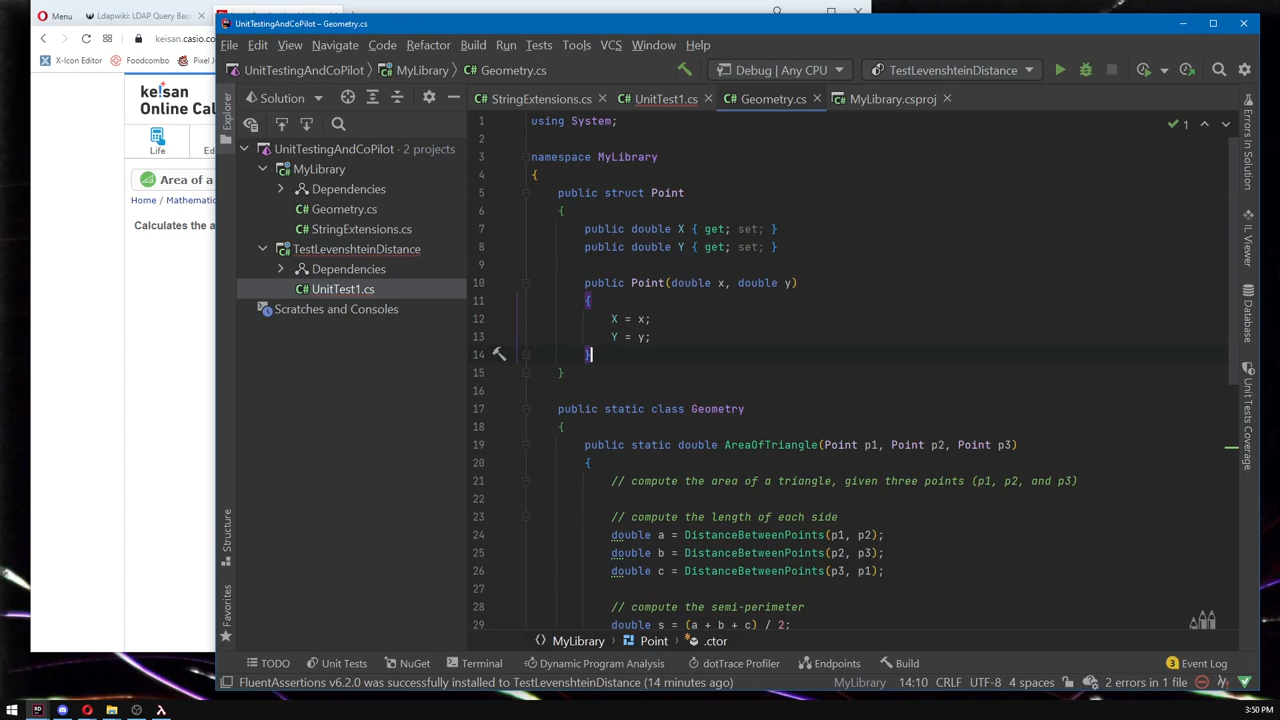 Menu
Ldapwiki: LDAP Query Bas
keisan.casio.c
X-Icon Editor
Foodcombo
Pixel J
ke!san
Online Cal
Life
Ed
Area of a
Home / Mathematic
Calculates the a
UnitTestingAndCoPilot – Geometry.cs
File Edit View Navigate Code Refactor Build Run Tests Tools VCS Window Help
UnitTestingAndCoPilot MyLibrary C# Geometry.cs
Debug | Any CPU
TestLevenshteinDistance
Explorer
Solution
C# StringExtensions.cs
C# UnitTest1.cs
C# Geometry.cs
MyLibrary.csproj
UnitTestingAndCoPilot · 2 projects
MyLibrary
Dependencies
C# Geometry.cs
C# StringExtensions.cs
TestLevenshteinDistance
Dependencies
C# UnitTest1.cs
Scratches and Consoles
Structure
Favorites
1 using System;
2
3 namespace MyLibrary
4 {
5 public struct Point
6 {
7 public double X { get; set; }
8 public double Y { get; set; }
9
10 public Point(double x, double y)
11 {
12 X = x;
13 Y = y;
14 }
15 }
16
17 public static class Geometry
18 {
19 public static double AreaOfTriangle(Point p1, Point p2, Point p3)
20 {
21 // compute the area of a triangle, given three points (p1, p2, and p3)
22
23 // compute the length of each side
24 double a = DistanceBetweenPoints(p1, p2);
25 double b = DistanceBetweenPoints(p2, p3);
26 double c = DistanceBetweenPoints(p3, p1);
27
28 // compute the semi-perimeter
29 double s = (a + b + c) / 2;
1
Errors In Solution
IL Viewer
Database
Unit Tests Coverage
MyLibrary Point .ctor
TODO Unit Tests NuGet Terminal Dynamic Program Analysis dotTrace Profiler Endpoints Build 3 Event Log
FluentAssertions v6.2.0 was successfully installed to TestLevenshteinDistance (14 minutes ago) MyLibrary 14:10 CRLF UTF-8 4 spaces 2 errors in 1 file
3:50 PM